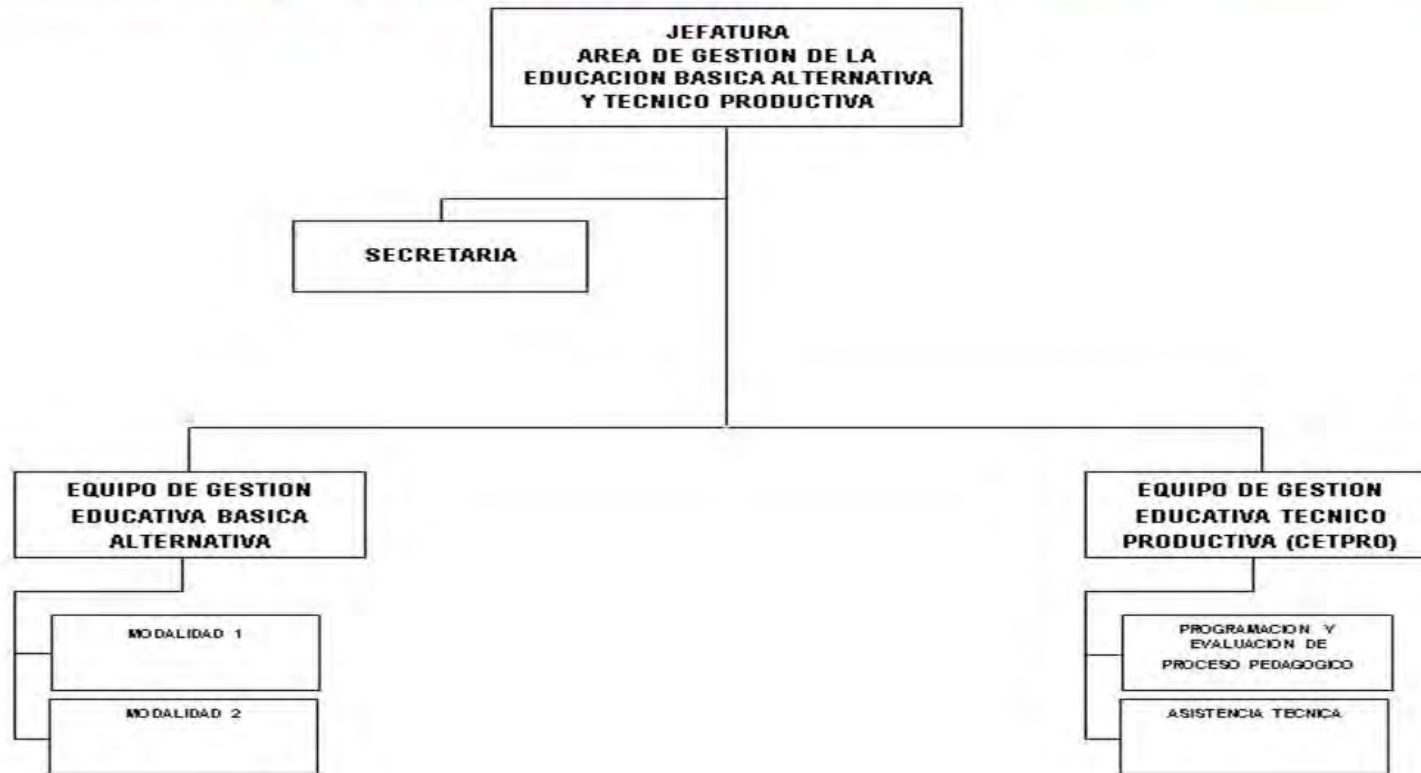 JEFATURA
AREA DE GESTION DE LA
EDUCACION BASICA ALTERNATIVA
Y TECNICO PRODUCTIVA
SECRETARIA
EQUIPO DE GESTION
EDUCATIVA BASICA
ALTERNATIVA
EQUIPO DE GESTION
EDUCATIVA TECNICO
PRODUCTIVA (CETPRO)
MODALIDAD 1
MODALIDAD 2
PROGRAMACION Y
EVALUACION DE
PROCESO PEDAGOGICO
ASISTENCIA TECNICA